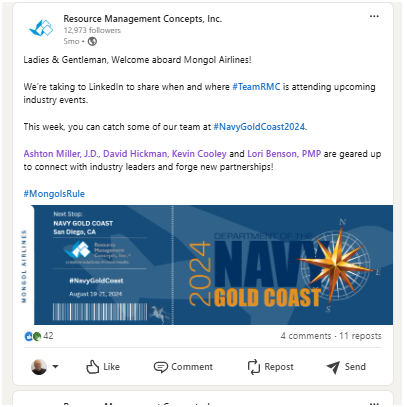 Resource Management Concepts, Inc.
12,973 followers
5mo •
Ladies & Gentleman, Welcome aboard Mongol Airlines!
We're taking to LinkedIn to share when and where #TeamRMC is attending upcoming
industry events.
This week, you can catch some of our team at #NavyGoldCoast2024.
Ashton Miller, J.D., David Hickman, Kevin Cooley and Lori Benson, PMP are geared up
to connect with industry leaders and forge new partnerships!
#MongolsRule
MONGOL AIRLINES
Next Stop:
NAVY GOLD COAST
San Diego, CA
Resource
Management
Concepts, Inc.
#NavyGoldCoast
August 19-21, 2024
2024
DEPARTMENT OF THE
NAVY
GOLD COAST
N
E
42
4 comments · 11 reposts
Like
Comment
Repost
Send